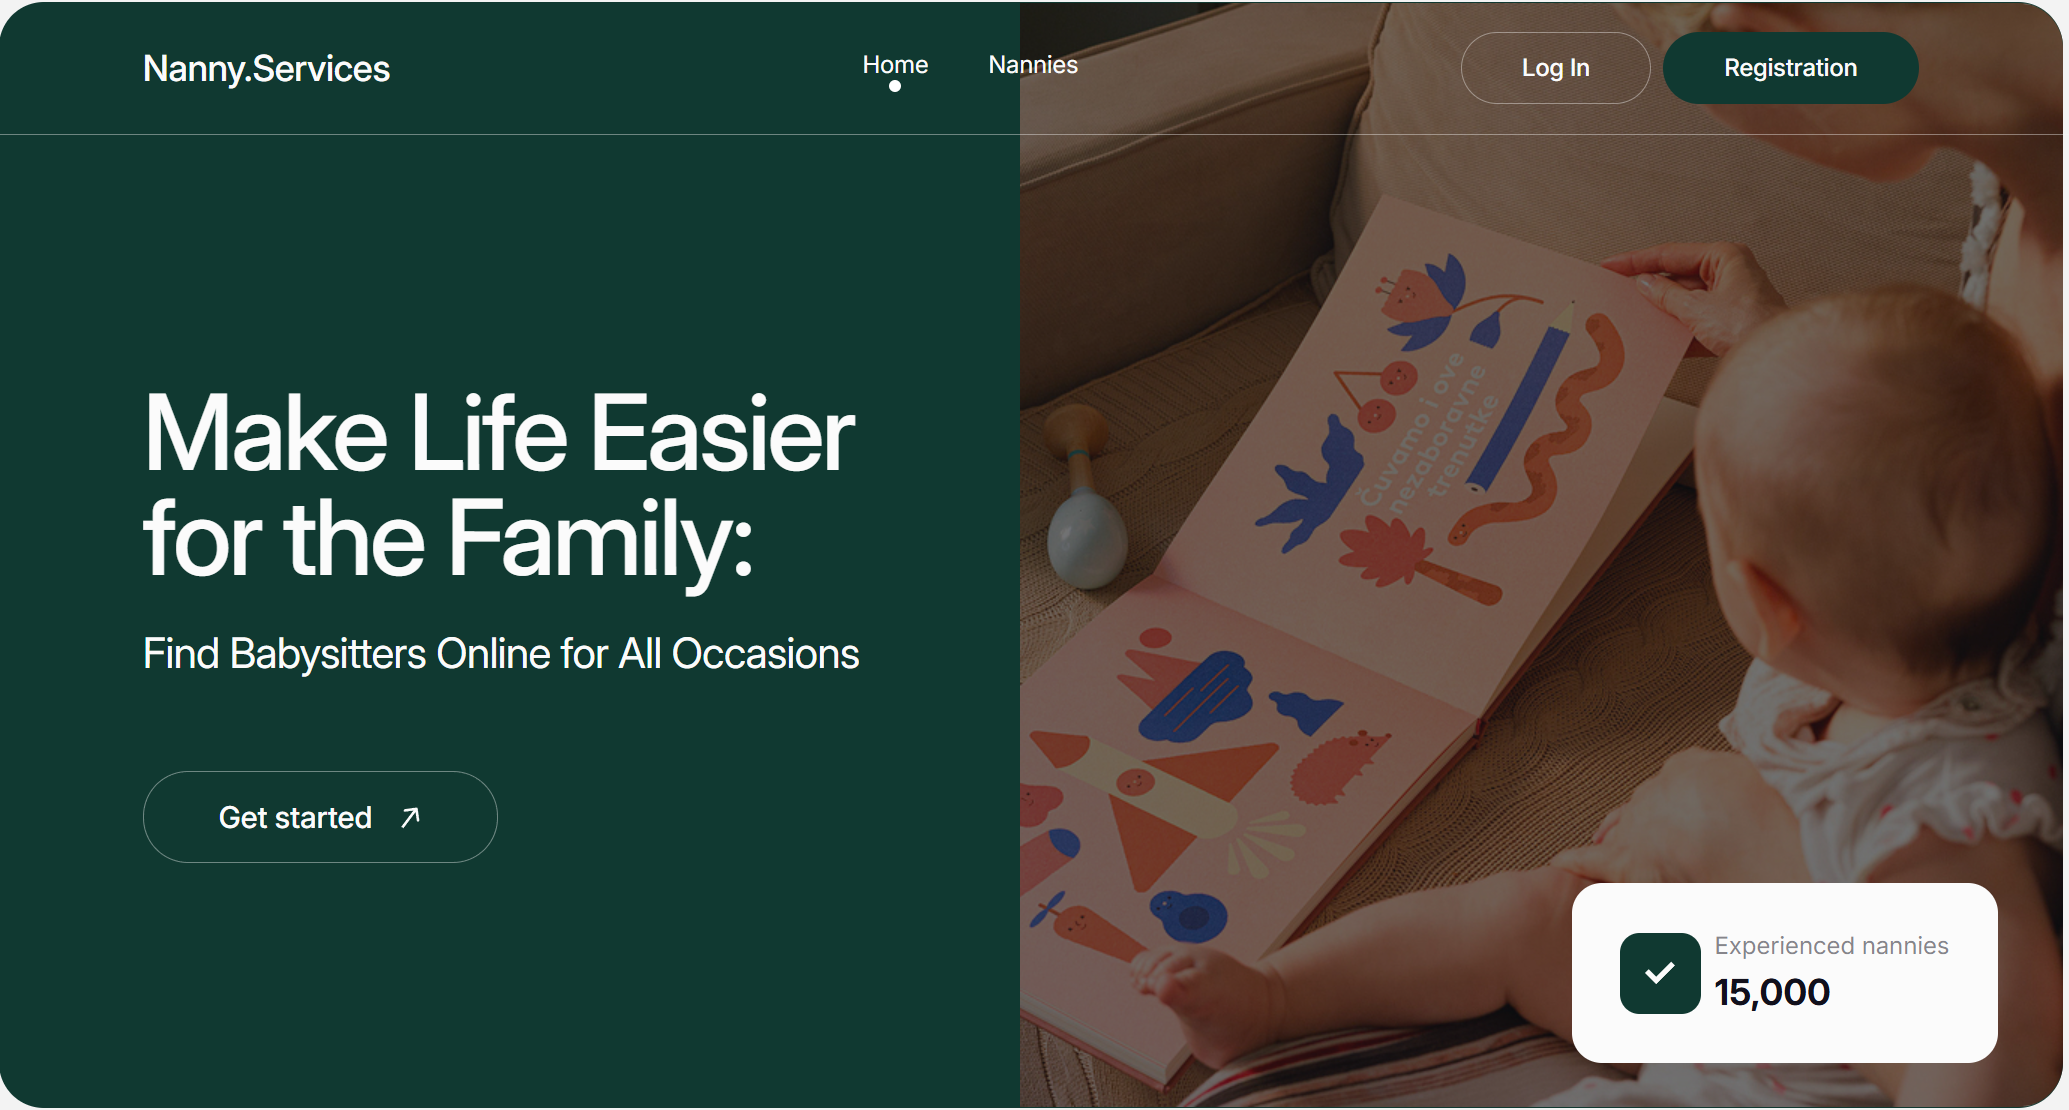 Nanny.Services
Home
Nannies
Log In
Registration
Make Life Easier
for the Family:
Find Babysitters Online for All Occasions
Get started
Čuvamo i ove
nezaboravne
trenutke
Experienced nannies
15,000